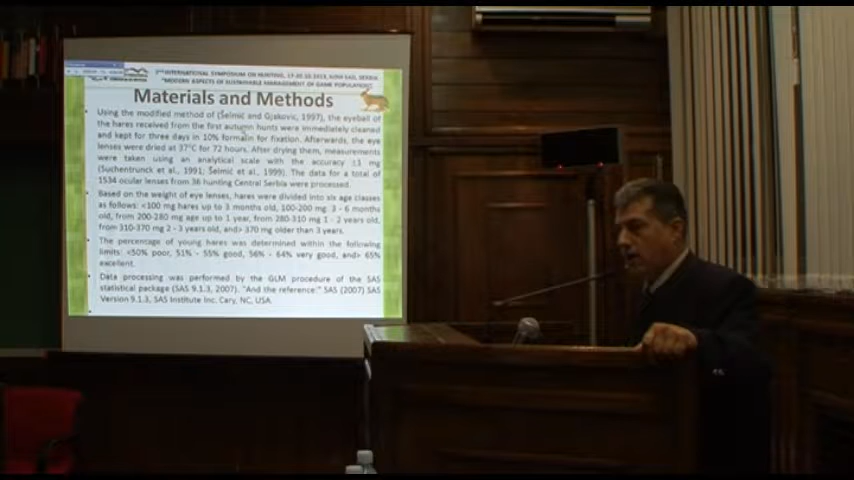 2ND INTERNATIONAL SYMPOSIUM ON HUNTING, 17-20.10.2013, NOVI SAD, SERBIA
"MODERN ASPECTS OF SUSTAINABLE MANAGEMENT OF GAME POPULATION"
Materials and Methods
• Using the modified method of (Šelmić and Gjakovic, 1997), the eyeball of
the hares received from the first autumn hunts were immediately cleaned
and kept for three days in 10% formalin for fixation. Afterwards, the eye
lenses were dried at 37°C for 72 hours. After drying them, measurements
were taken using an analytical scale with the accuracy ±1 mg
(Suchentrunck et al., 1991; Šelmić et al., 1999). The data for a total of
1534 ocular lenses from 36 hunting Central Serbia were processed.
• Based on the weight of eye lenses, hares were divided into six age classes
as follows: <100 mg hares up to 3 months old, 100-200 mg. 3 - 6 months
old, from 200-280 mg age up to 1 year, from 280-310 mg 1 - 2 years old,
from 310-370 mg 2 - 3 years old, and> 370 mg older than 3 years.
• The percentage of young hares was determined within the following
limits: <50% poor, 51% - 55% good, 56% - 64% very good, and> 65%
excellent.
• Data processing was performed by the GLM procedure of the SAS
statistical package (SAS 9.1.3, 2007). "And the reference:" SAS (2007) SAS
Version 9.1.3, SAS Institute Inc. Cary, NC, USA.